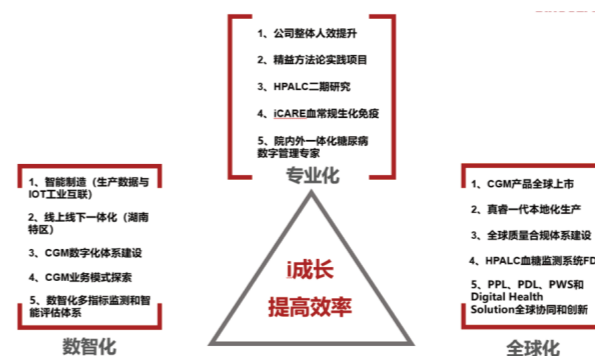 1、公司整体人效提升
2、精益方法论实践项目
3、HPALC二期研究
4、iCARE血常规生化免疫
5、院内外一体化糖尿病
数字管理专家
专业化
1、智能制造（生产数据与
IOT工业互联）
2、线上线下一体化（湖南
特区）
3、CGM数字化体系建设
4、CGM业务模式探索
5、数智化多指标监测和智
能评估体系
数智化
i成长
提高效率
1、CGM产品全球上市
2、真睿一代本地化生产
3、全球质量合规体系建设
4、HPALC血糖监测系统FD
5、PPL、PDL、PWS和
Digital Health
Solution全球协同和创新
全球化